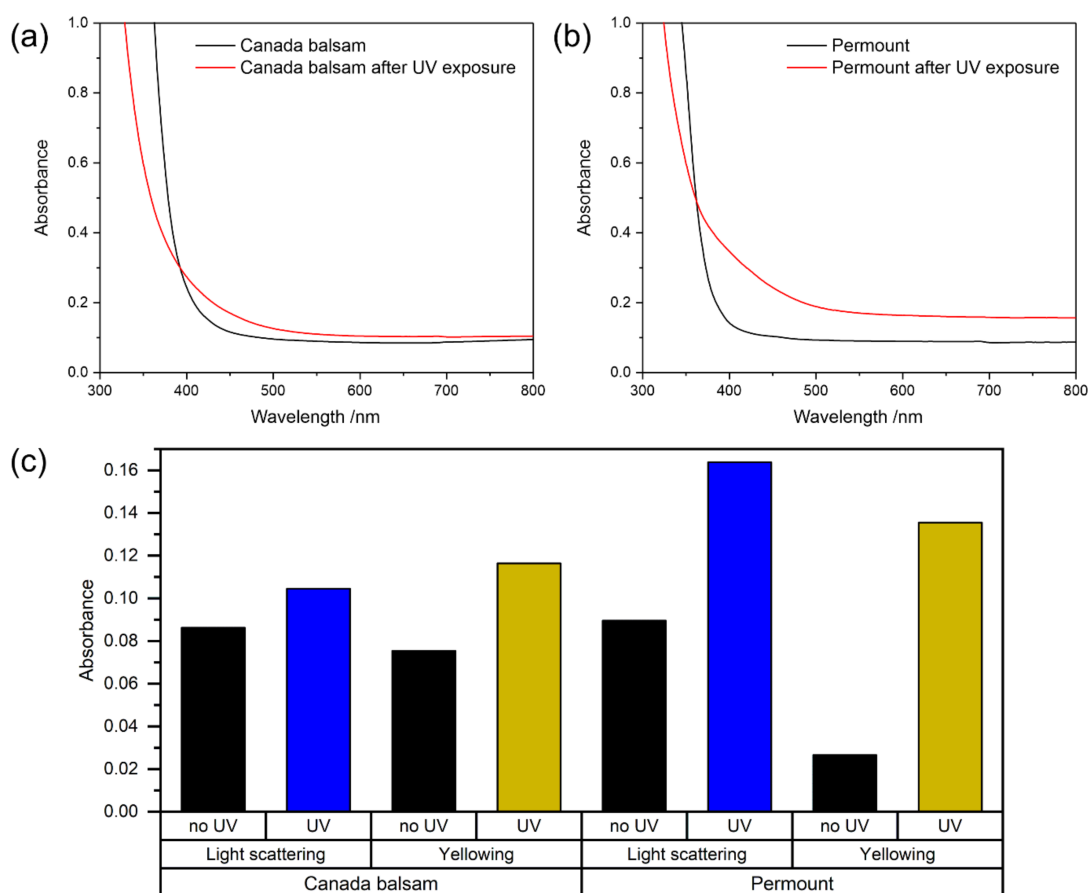 (a)
1.0
0.8
0.6
0.4
0.2
0.0
Absorbance
Canada balsam
Canada balsam after UV exposure
300 400 500 600 700 800
Wavelength /nm
(b)
1.0
0.8
0.6
0.4
0.2
0.0
Absorbance
Permount
Permount after UV exposure
300 400 500 600 700 800
Wavelength /nm
(c)
0.16
0.14
0.12
0.10
0.08
0.06
0.04
0.02
0.00
Absorbance
no UV UV no UV UV no UV UV no UV UV
Light scattering Yellowing Light scattering Yellowing
Canada balsam Permount